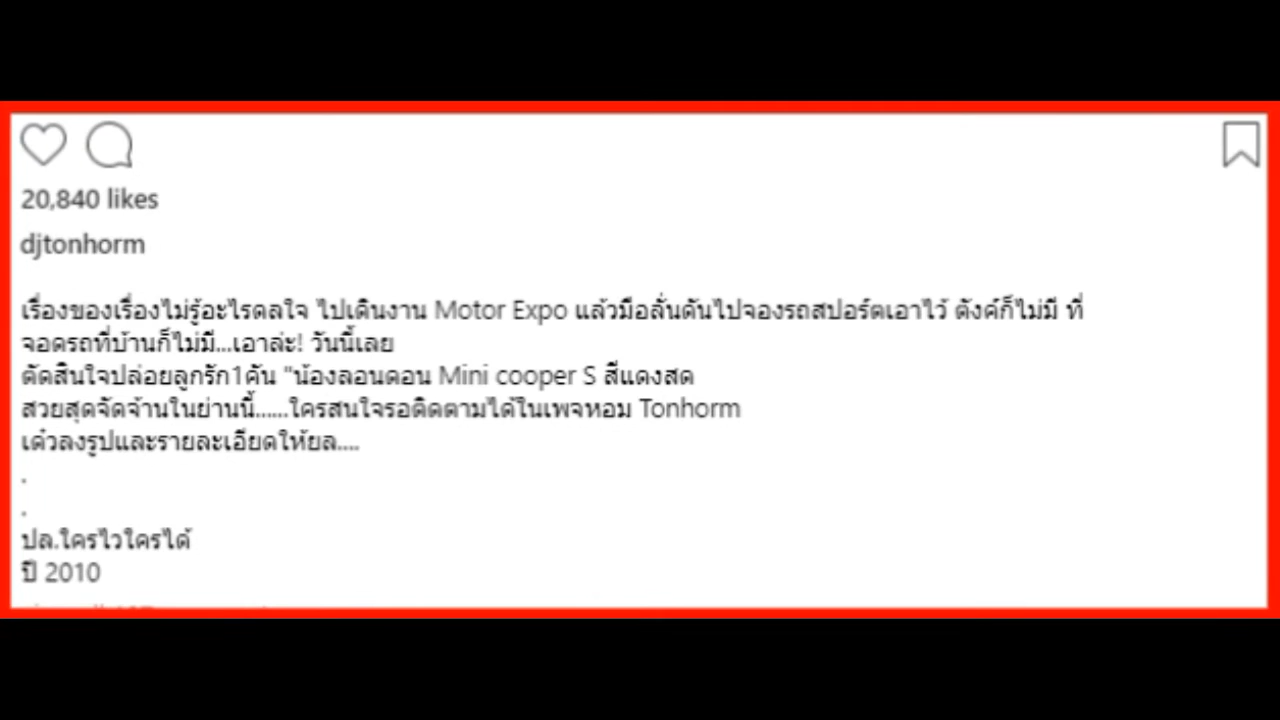 20,840 likes
djtonhorm
เรื่องของเรื่องไม่รู้อะไรดลใจ ไปเดินงาน Motor Expo แล้วมือลั่นดันไปจองรถสปอร์ตเอาไว้ ตังค์ก็ไม่มี ที่
จอดรถที่บ้านก็ไม่มี...เอาล่ะ! วันนี้เลย
ตัดสินใจปล่อยลูกรัก1คัน "น้องลอนดอน Mini cooper S สีแดงสด
สวยสุดจัดจ้านในย่านนี้......ใครสนใจรอติดตามได้ในเพจหอม Tonhorm
เด๋วลงรูปและรายละเอียดให้ยล....
.
.
ปล.ใครไวใครได้
ปี 2010